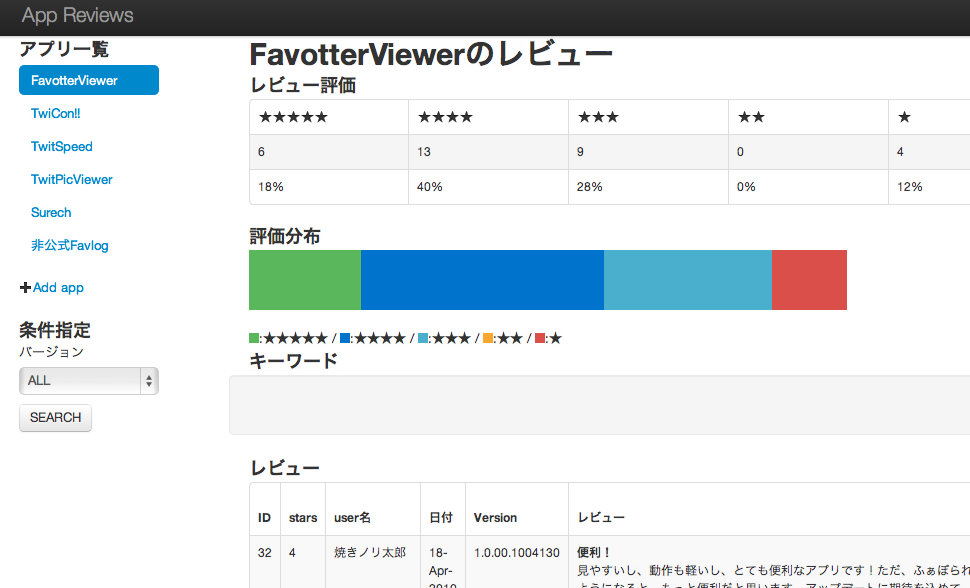 App Reviews
アプリ一覧
FavotterViewer
TwiCon!!
TwitSpeed
TwitPicViewer
Surech
非公式Favlog
Add app
条件指定
バージョン
ALL
SEARCH
FavotterViewerのレビュー
レビュー評価
★★★★★ ★★★★ ★★★ ★★ ★
6 13 9 0 4
18% 40% 28% 0% 12%
評価分布
:★★★★★ / :★★★★ / :★★★ / :★★ / :★
キーワード
レビュー
ID stars user名 日付 Version レビュー
32 4 焼きノリ太郎 18- 1.0.00.1004130 便利！
Apr- 見やすいし、動作も軽いし、とても便利なアプリです！ただ、ふぁぼられ
2010 ようになると、もっと便利だと思います。アップデートに期待を込めて、